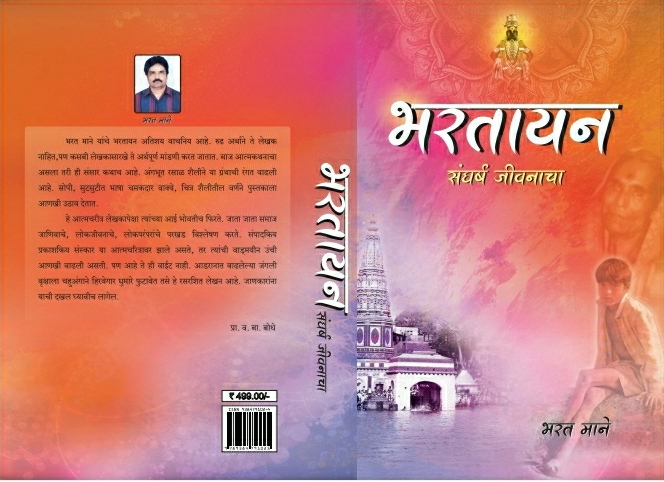 भरत माने
भरत माने यांचे भरतायन अतिशय वाचनिय आहे. रुढ अर्थाने ते लेखक
नाहित,पण कसबी लेखकासारखे ते अर्थपूर्ण मांडणी करत जातात. बाज आत्मकथनाचा
असला तरी ही संसार कथाच आहे. अंगभूत रसाळ शैलीने या ग्रंथाची रंगत वाढली
आहे. सोपी, सुटसुटीत भाषा चमकदार वाक्ये, चित्र शैलीतील वर्णने पुस्तकाला
आणखी उठाव देतात.
हे आत्मचरीत्र लेखकापेक्षा त्यांच्या आई भोवतीच फिरते. जाता जाता समाज
जाणिवाचे, लोकजीवनाचे, लोकपरंपरांचे परखड विश्लेषण करते. संपादकिय
प्रकाशकिय संस्कार या आत्मचरित्रावर झाले असते, तर त्यांची वाड्मयीन उंची
आणखी वाढली असती. पण आहे ते ही वाईट नाही. आडरानात वाढलेल्या जंगली
वृक्षाला चहुअंगाने हिरवेगार घुमारे फुटावेत तसे हे रसरशित लेखन आहे. जाणकारांना
याची दखल घ्यावीच लागेल.
प्रा. व. बा. बोधे
₹ 499.00/-
भरतायन
संघर्ष जीवनाचा
भरतायन
संघर्ष जीवनाचा
भरत माने